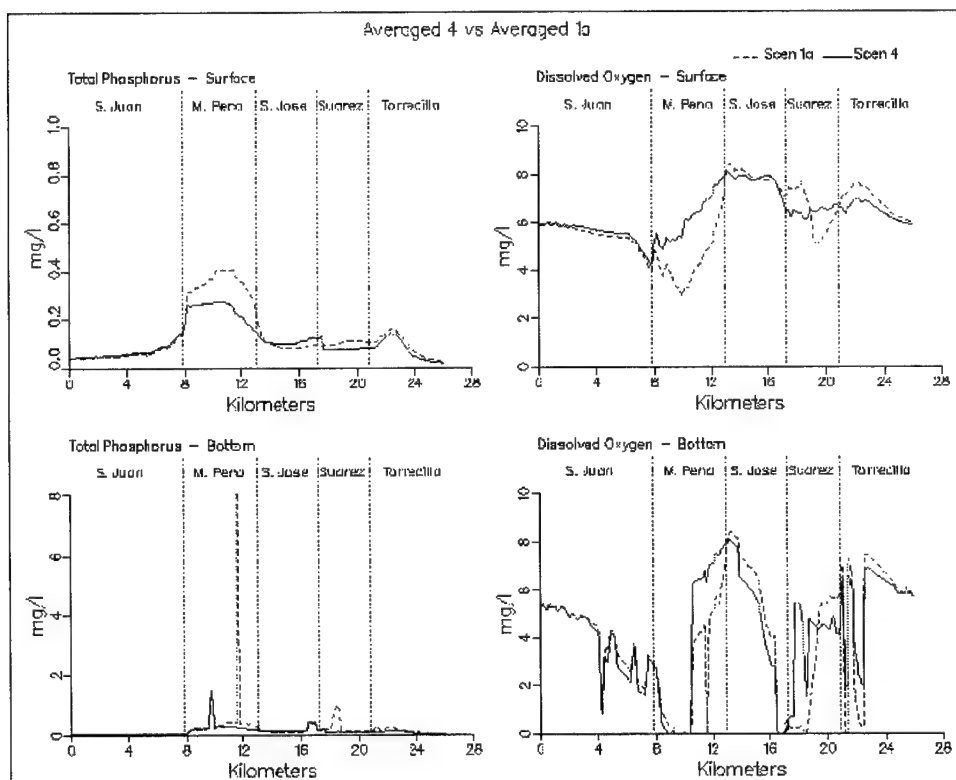 Averaged 4 vs Averaged 1a
Scen 1a Scen 4
Total Phosphorus – Surface
S. Juan M. Pena S. Jose Suarez Torrecilla
1.0
0.8
0.6
0.4
0.2
0.0
mg/l
0 4 8 12 16 20 24 28
Kilometers
Dissolved Oxygen – Surface
S. Juan M. Pena S. Jose Suarez Torrecilla
10
8
6
4
2
0
mg/l
0 4 8 12 16 20 24 28
Kilometers
Total Phosphorus – Bottom
S. Juan M. Pena S. Jose Suarez Torrecilla
8
6
4
2
0
mg/l
0 4 8 12 16 20 24 28
Kilometers
Dissolved Oxygen – Bottom
S. Juan M. Pena S. Jose Suarez Torrecilla
10
8
6
4
2
0
mg/l
0 4 8 12 16 20 24 28
Kilometers